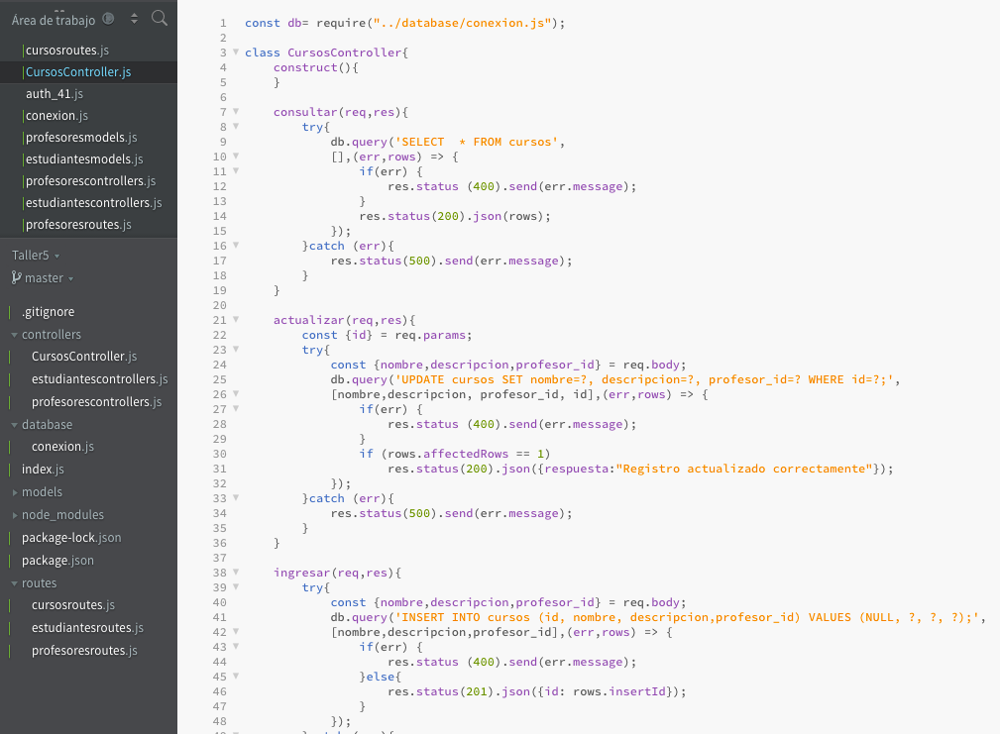 Área de trabajo
cursosroutes.js
CursosController.js
auth_41.js
conexion.js
profesoresmodels.js
estudiantesmodels.js
profesorescontrollers.js
estudiantescontrollers.js
profesoresroutes.js
Taller5
master
.gitignore
controllers
CursosController.js
estudiantescontrollers.js
profesorescontrollers.js
database
conexion.js
index.js
models
node_modules
package-lock.json
package.json
routes
cursosroutes.js
estudiantesroutes.js
profesoresroutes.js
1 const db= require("../database/conexion.js");
2
3 class CursosController{
4     construct(){
5     }
6
7     consultar(req,res){
8         try{
9             db.query('SELECT  * FROM cursos',
10             [],(err,rows) => {
11                 if(err) {
12                     res.status (400).send(err.message);
13                 }
14                 res.status(200).json(rows);
15             });
16         }catch (err){
17             res.status(500).send(err.message);
18         }
19     }
20
21     actualizar(req,res){
22         const {id} = req.params;
23         try{
24             const {nombre,descripcion,profesor_id} = req.body;
25             db.query('UPDATE cursos SET nombre=?, descripcion=?, profesor_id=? WHERE id=?;',
26             [nombre,descripcion, profesor_id, id],(err,rows) => {
27                 if(err) {
28                     res.status (400).send(err.message);
29                 }
30                 if (rows.affectedRows == 1)
31                     res.status(200).json({respuesta:"Registro actualizado correctamente"});
32             });
33         }catch (err){
34             res.status(500).send(err.message);
35         }
36     }
37
38     ingresar(req,res){
39         try{
40             const {nombre,descripcion,profesor_id} = req.body;
41             db.query('INSERT INTO cursos (id, nombre, descripcion,profesor_id) VALUES (NULL, ?, ?, ?);',
42             [nombre,descripcion,profesor_id],(err,rows) => {
43                 if(err) {
44                     res.status (400).send(err.message);
45                 }else{
46                     res.status(201).json({id: rows.insertId});
47                 }
48             });